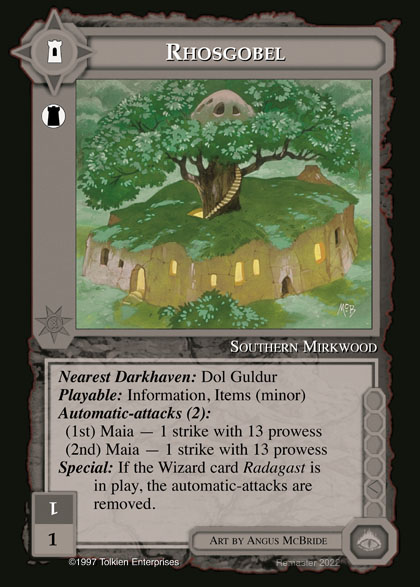 RHOSGOBEL
McB
SOUTHERN MIRKWOOD
Nearest Darkhaven: Dol Guldur
Playable: Information, Items (minor)
Automatic-attacks (2):
(1st) Maia — 1 strike with 13 prowess
(2nd) Maia — 1 strike with 13 prowess
Special: If the Wizard card Radagast is
in play, the automatic-attacks are
removed.
1
1
ART BY ANGUS MCBRIDE
©1997 Tolkien Enterprises
Remaster 2022